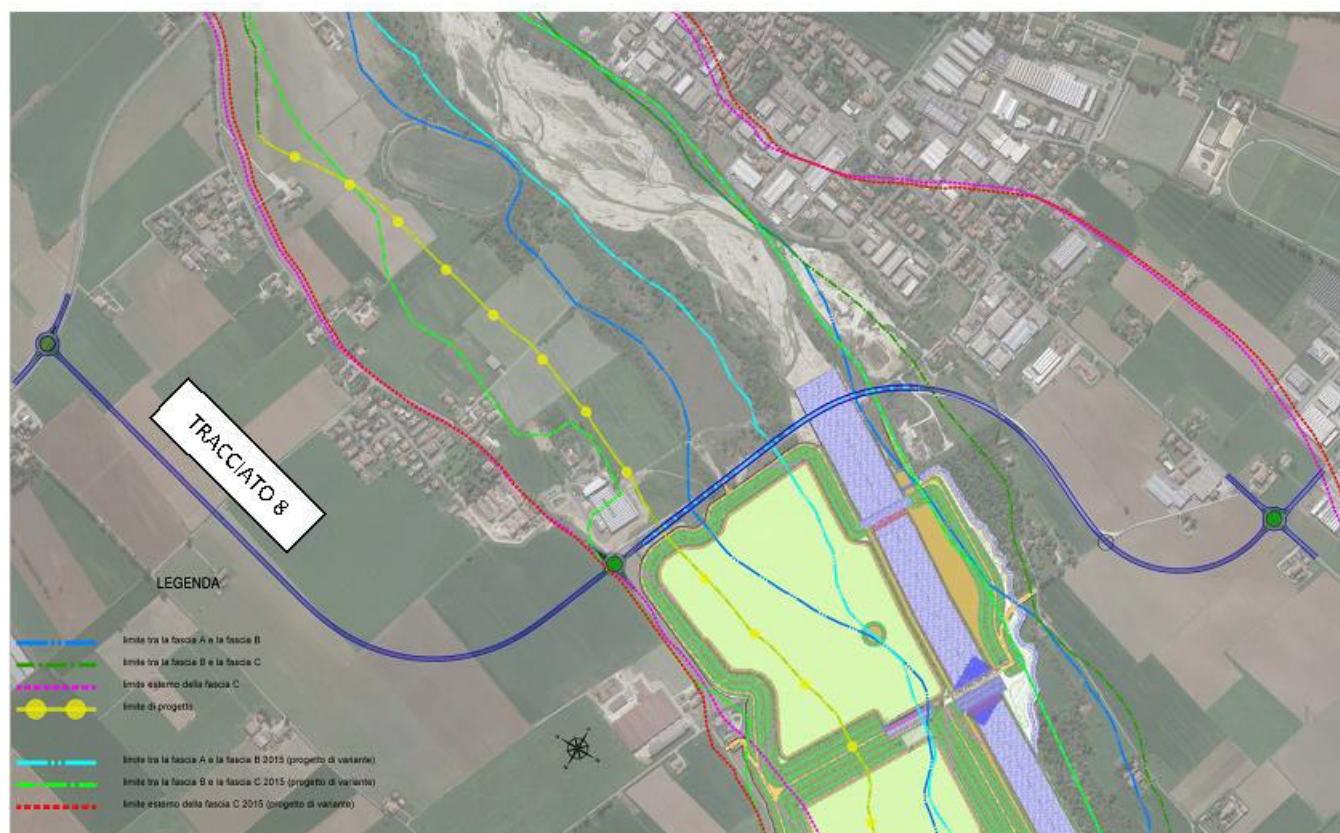 TRACCIATO 8
LEGENDA
limite tra la fascia A e la fascia B
limite tra la fascia B e la fascia C
limite esterno della fascia C
limite di progetto
limite tra la fascia A e la fascia B 2015 (progetto di variante)
limite tra la fascia B e la fascia C 2015 (progetto di variante)
limite esterno della fascia C 2015 (progetto di variante)